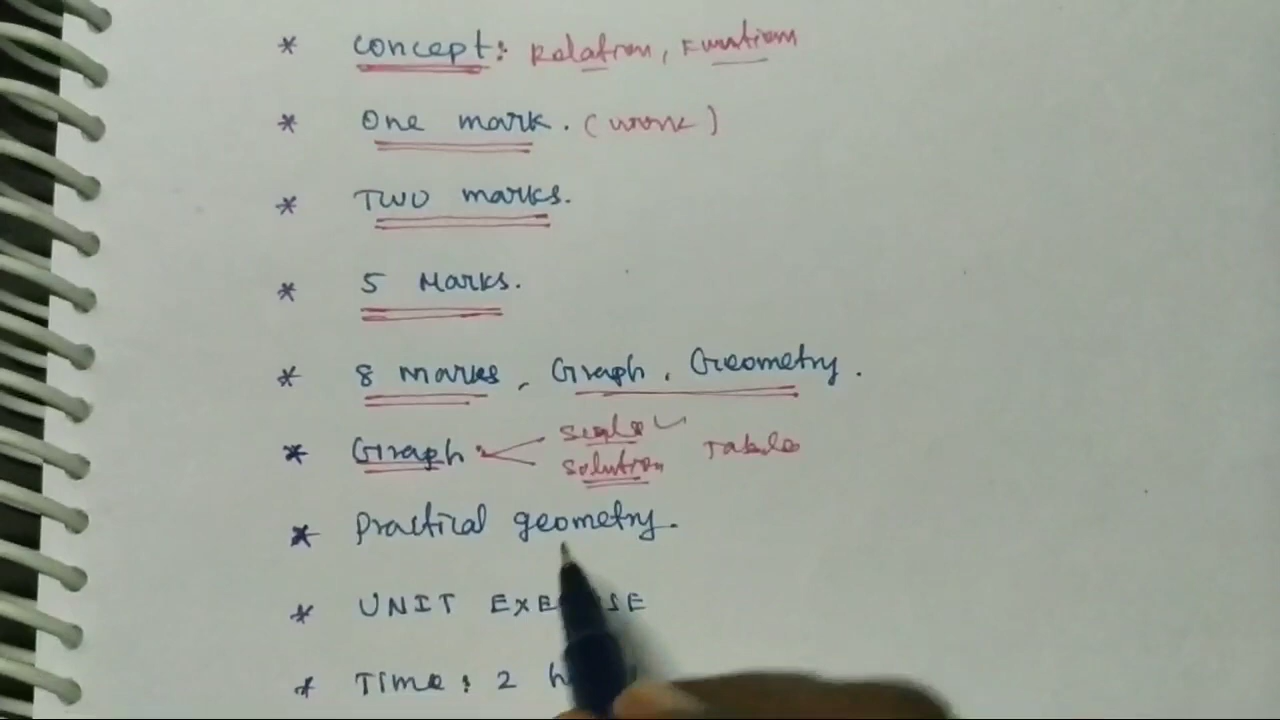 * Concept: Relation, Function
* One mark. (work)
* Two marks.
* 5 Marks.
* 8 marks, Graph, Geometry.
* Graph scale
solution Table
* Practical geometry.
* UNIT
* Time: 2